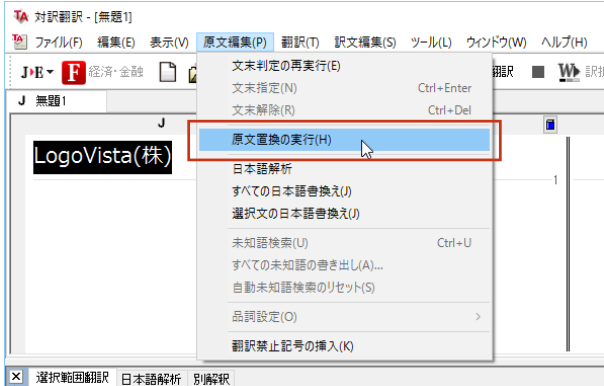 TA 対訳翻訳 - [無題1]
ファイル(F) 編集(E) 表示(V) 原文編集(P) 翻訳(T) 訳文編集(S) ツール(L) ウィンドウ(W) ヘルプ(H)
J▸E F 経済・金融 翻訳 W 訳
J 無題1
J
LogoVista(株)
1
文末判定の再実行(E)
文末指定(N) Ctrl+Enter
文末解除(R) Ctrl+Del
原文置換の実行(H)
日本語解析
すべての日本語書換え(J)
選択文の日本語書換え(J)
未知語検索(U) Ctrl+U
すべての未知語の書き出し(A)...
自動未知語検索のリセット(S)
品詞設定(O) >
翻訳禁止記号の挿入(K)
選択範囲翻訳 日本語解析 別解釈